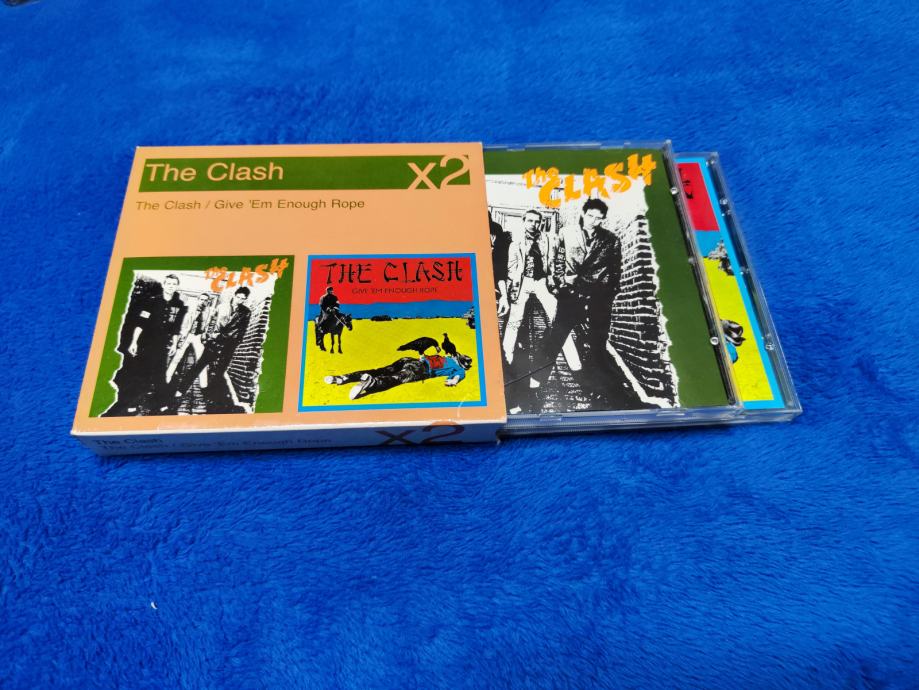 The Clash
x2
The Clash / Give 'Em Enough Rope
The CLASH
THE CLASH
GIVE 'EM ENOUGH ROPE
The Clash
The Clash / Give 'Em Enough Rope
x2
The CLASH